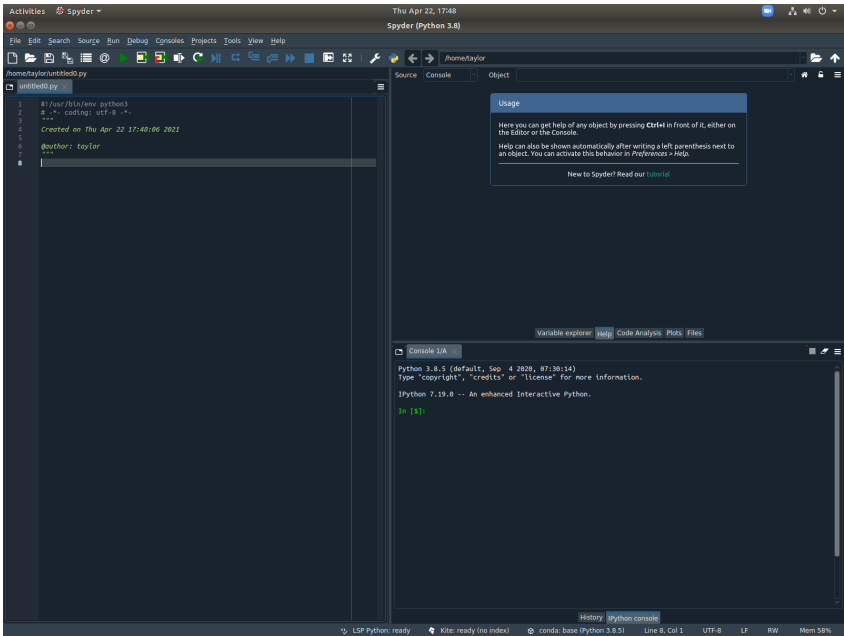 Activities Spyder Thu Apr 22, 17:48
Spyder (Python 3.8)
File Edit Search Source Run Debug Consoles Projects Tools View Help
/home/taylor
/home/taylor/untitled0.py
Source Console Object
untitled0.py
1 #!/usr/bin/env python3
2 # -*- coding: utf-8 -*-
3 """
4 Created on Thu Apr 22 17:48:06 2021
5
6 @author: taylor
7 """
8
Usage
Here you can get help of any object by pressing Ctrl+I in front of it, either on
the Editor or the Console.
Help can also be shown automatically after writing a left parenthesis next to
an object. You can activate this behavior in Preferences > Help.
New to Spyder? Read our tutorial
Variable explorer Help Code Analysis Plots Files
Console 1/A
Python 3.8.5 (default, Sep 4 2020, 07:30:14)
Type "copyright", "credits" or "license" for more information.
IPython 7.19.0 -- An enhanced Interactive Python.
In [1]:
History IPython console
LSP Python: ready Kite: ready (no index) conda: base (Python 3.8.5) Line 8, Col 1 UTF-8 LF RW Mem 58%